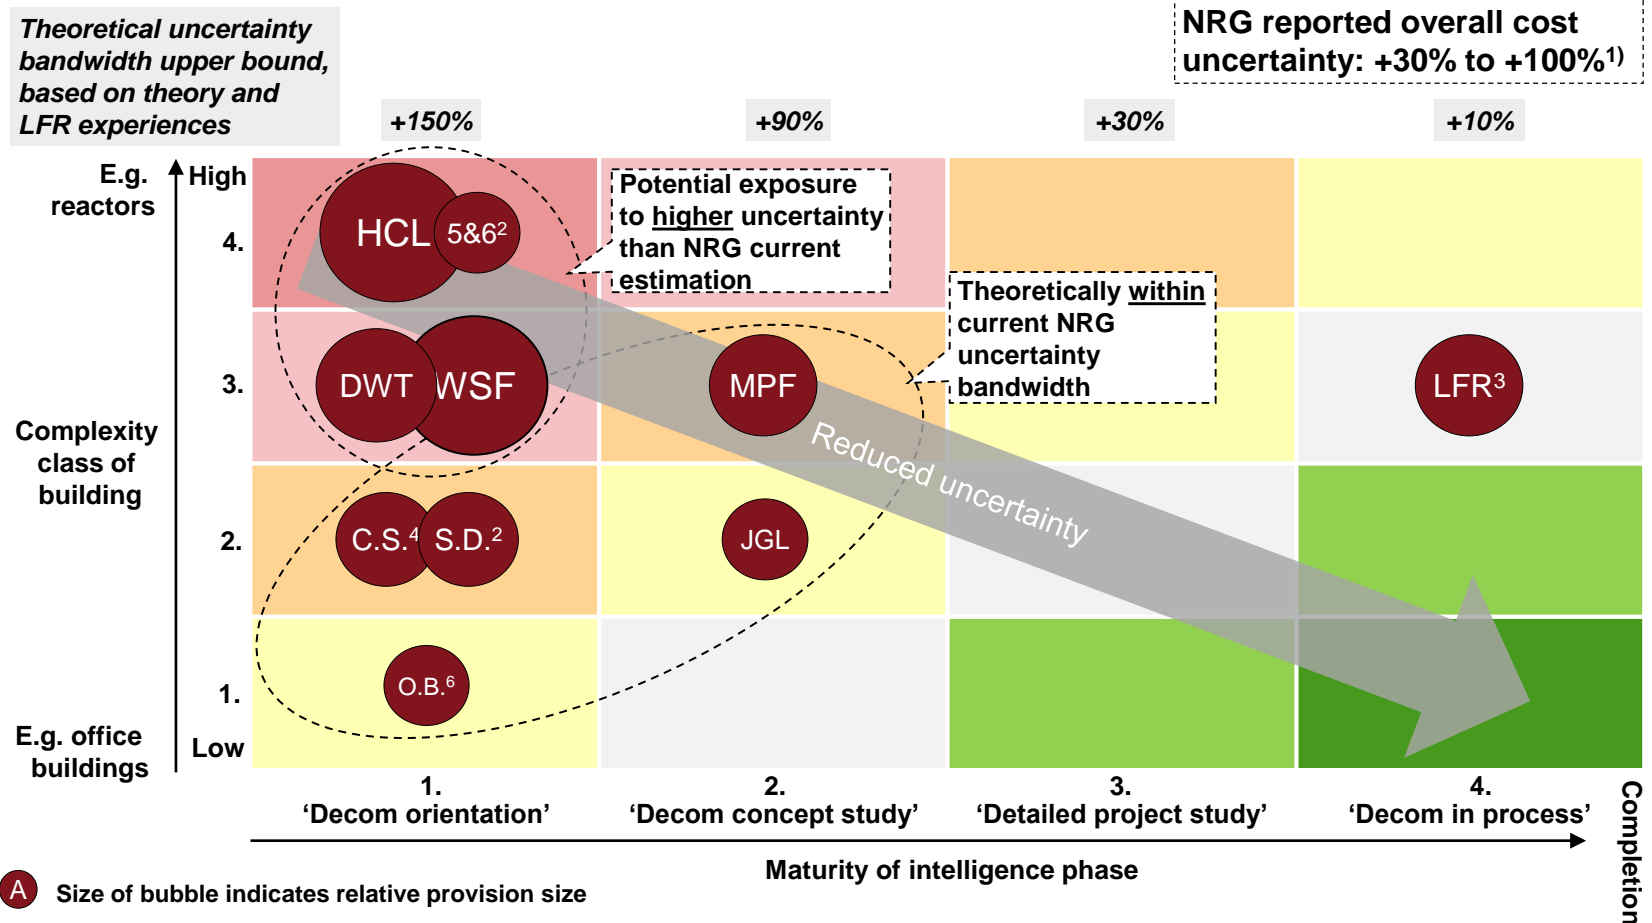 Theoretical uncertainty
bandwidth upper bound,
based on theory and
LFR experiences
NRG reported overall cost
uncertainty: +30% to +100%¹⁾
+150%
+90%
+30%
+10%
E.g.
reactors
High
4.
3.
2.
1.
Low
Complexity
class of
building
E.g. office
buildings
HCL
5&6²
Potential exposure
to higher uncertainty
than NRG current
estimation
Theoretically within
current NRG
uncertainty
bandwidth
DWT
WSF
MPF
LFR³
Reduced uncertainty
C.S.⁴
S.D.²
JGL
O.B.⁶
1.
‘Decom orientation’
2.
‘Decom concept study’
3.
‘Detailed project study’
4.
‘Decom in process’
Completion
Maturity of intelligence phase
A
Size of bubble indicates relative provision size